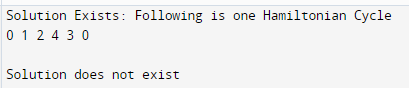 Solution Exists: Following is one Hamiltonian Cycle
0 1 2 4 3 0
Solution does not exist